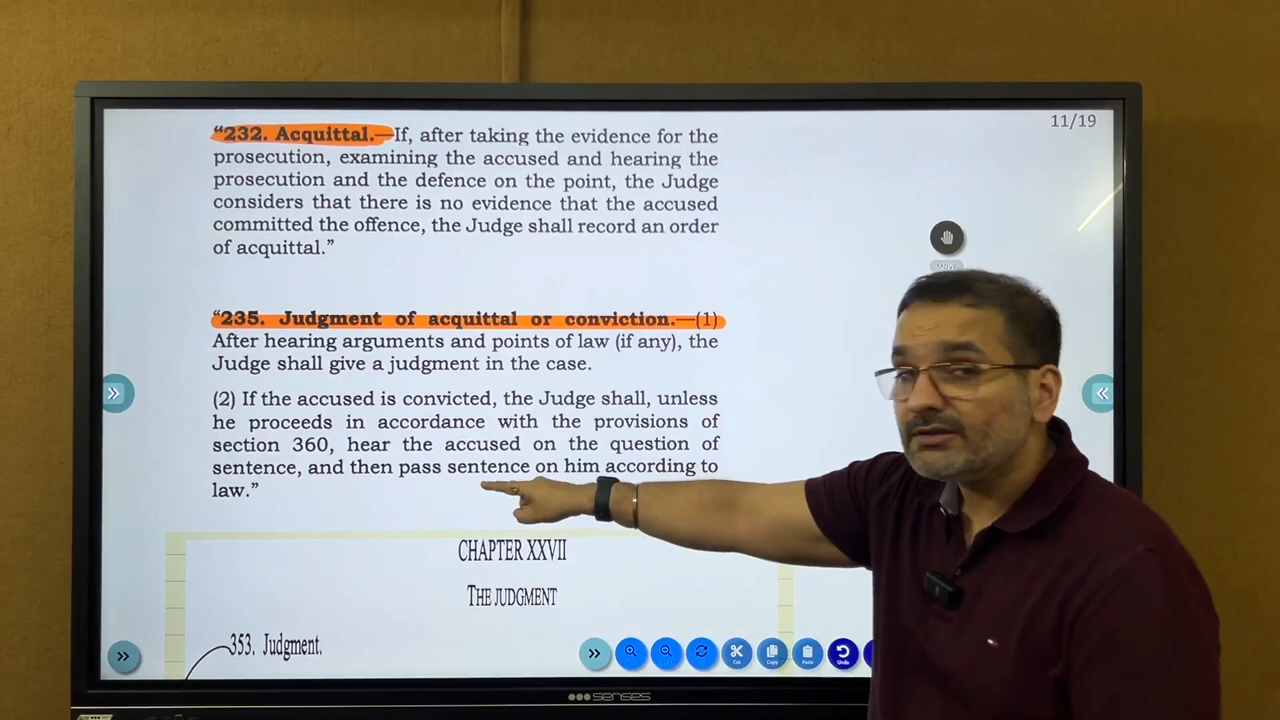 11/19
“232. Acquittal.—If, after taking the evidence for the
prosecution, examining the accused and hearing the
prosecution and the defence on the point, the Judge
considers that there is no evidence that the accused
committed the offence, the Judge shall record an order
of acquittal.”
MOVE
“235. Judgment of acquittal or conviction.—(1)
After hearing arguments and points of law (if any), the
Judge shall give a judgment in the case.
(2) If the accused is convicted, the Judge shall, unless
he proceeds in accordance with the provisions of
section 360, hear the accused on the question of
sentence, and then pass sentence on him according to
law.”
CHAPTER XXVII
THE JUDGMENT
353. Judgment.
Cut
Copy
Paste
Undo
senses